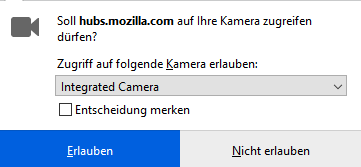 Soll hubs.mozilla.com auf Ihre Kamera zugreifen
dürfen?
Zugriff auf folgende Kamera erlauben:
Integrated Camera
Entscheidung merken
Erlauben
Nicht erlauben